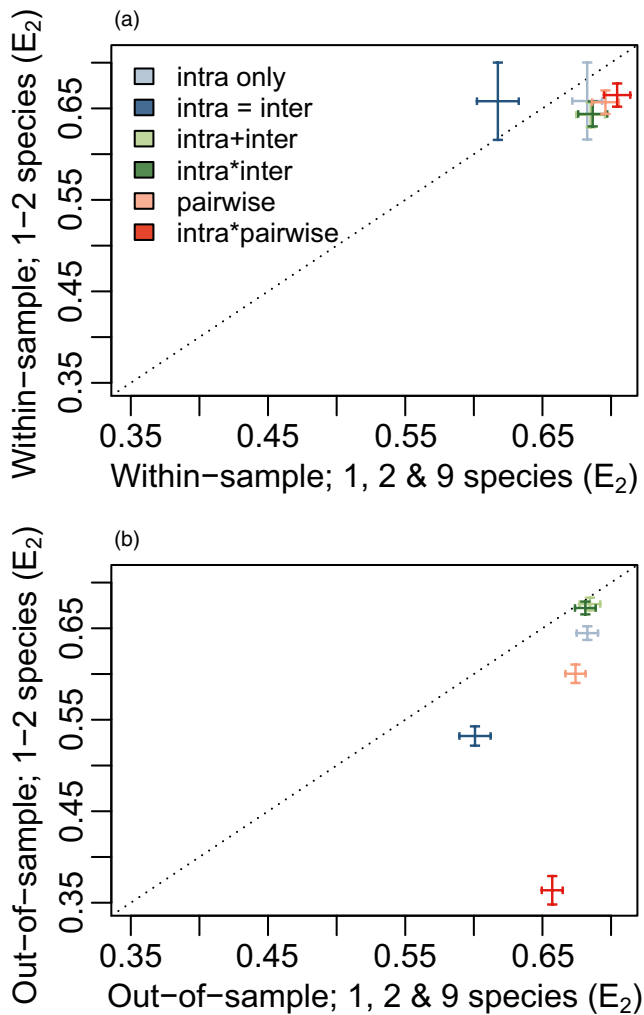 (a)
Within−sample; 1−2 species (E2)
0.65
0.55
0.45
0.35
intra only
intra = inter
intra+inter
intra*inter
pairwise
intra*pairwise
0.35 0.45 0.55 0.65
Within−sample; 1, 2 & 9 species (E2)
(b)
Out−of−sample; 1−2 species (E2)
0.65
0.55
0.45
0.35
0.35 0.45 0.55 0.65
Out−of−sample; 1, 2 & 9 species (E2)